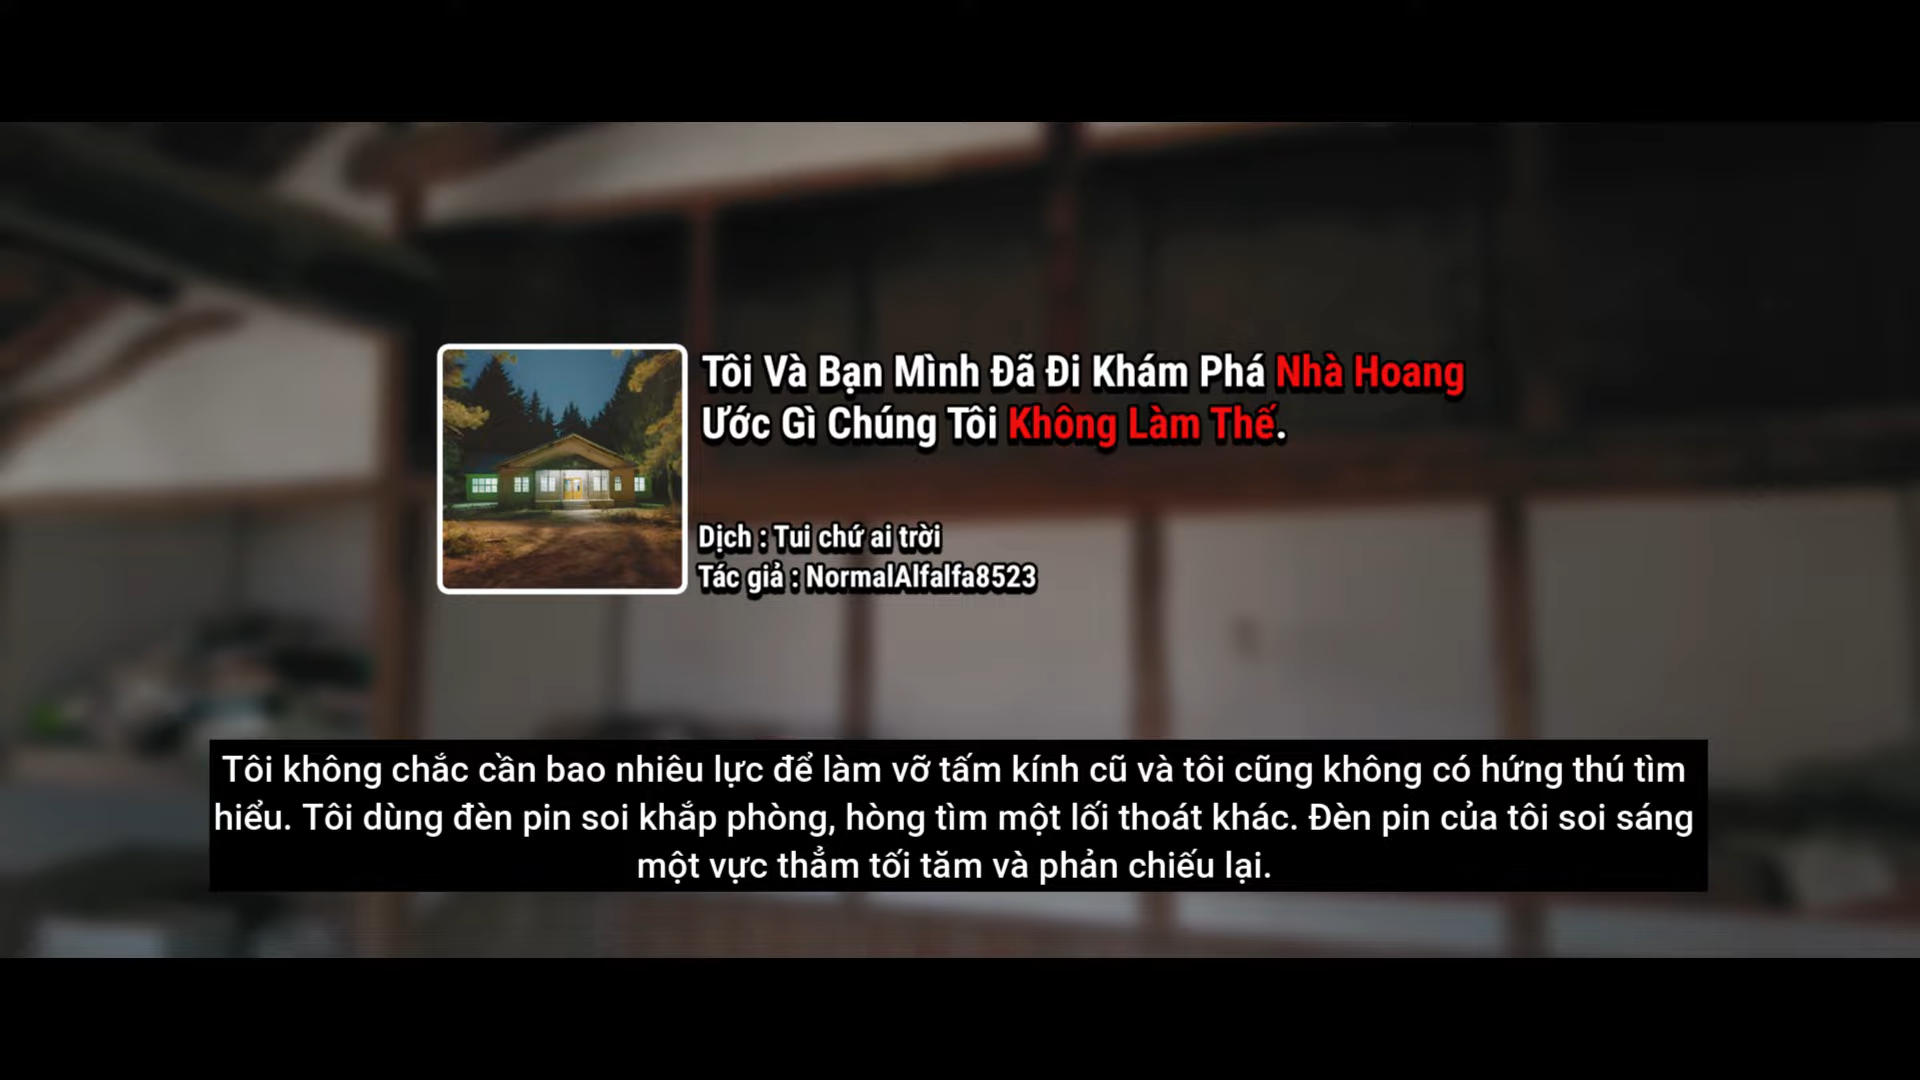 Tôi Và Bạn Mình Đã Đi Khám Phá Nhà Hoang
Ước Gì Chúng Tôi Không Làm Thế.
Dịch : Tui chứ ai trời
Tác giả : NormalAlfalfa8523
Tôi không chắc cần bao nhiêu lực để làm vỡ tấm kính cũ và tôi cũng không có hứng thú tìm
hiểu. Tôi dùng đèn pin soi khắp phòng, hòng tìm một lối thoát khác. Đèn pin của tôi soi sáng
một vực thẳm tối tăm và phản chiếu lại.